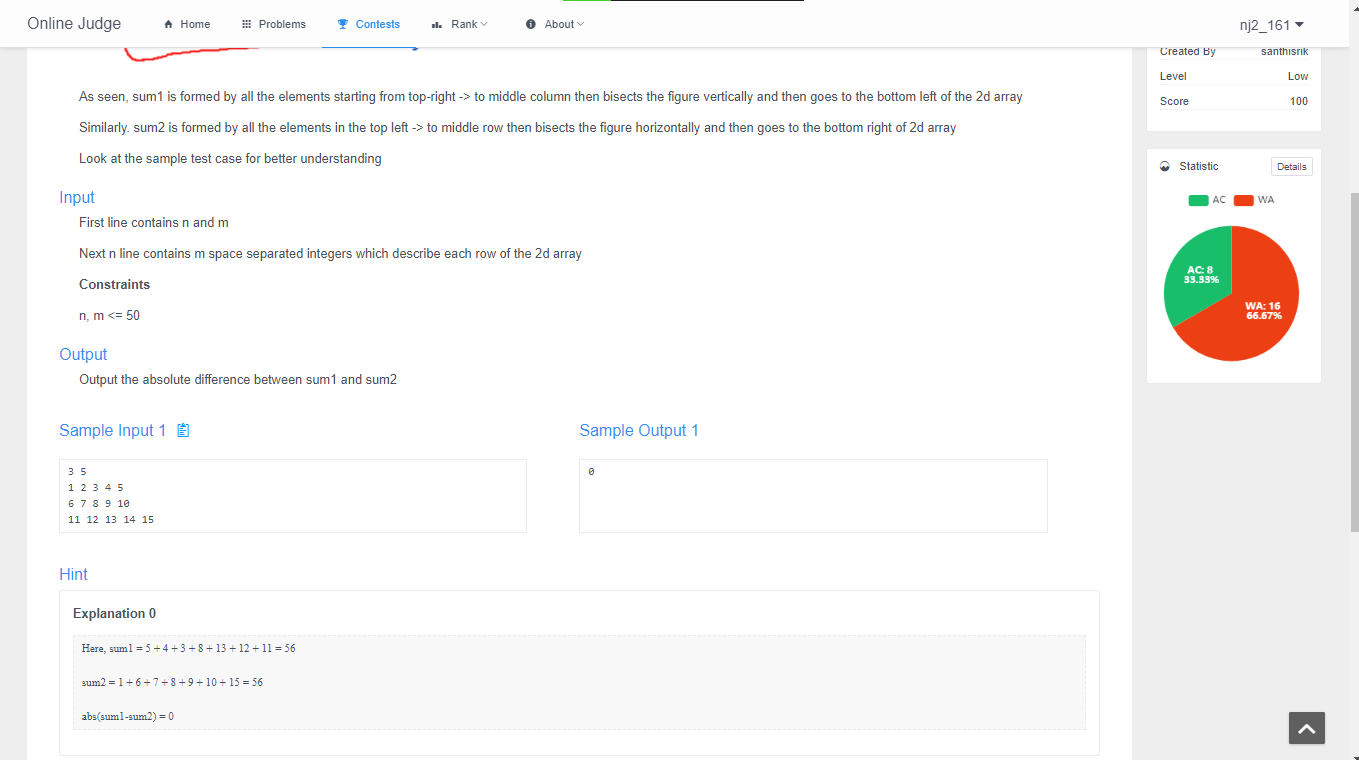 Online Judge
Home
Problems
Contests
Rank
About
nj2_161
As seen, sum1 is formed by all the elements starting from top-right -> to middle column then bisects the figure vertically and then goes to the bottom left of the 2d array
Similarly. sum2 is formed by all the elements in the top left -> to middle row then bisects the figure horizontally and then goes to the bottom right of 2d array
Look at the sample test case for better understanding
Input
First line contains n and m
Next n line contains m space separated integers which describe each row of the 2d array
Constraints
n, m <= 50
Output
Output the absolute difference between sum1 and sum2
Sample Input 1
3 5
1 2 3 4 5
6 7 8 9 10
11 12 13 14 15
Sample Output 1
0
Hint
Explanation 0
Here, sum1 = 5 + 4 + 3 + 8 + 13 + 12 + 11 = 56
sum2 = 1 + 6 + 7 + 8 + 9 + 10 + 15 = 56
abs(sum1-sum2) = 0
Created By santhisrik
Level Low
Score 100
Statistic
Details
AC WA
AC: 8
33.33%
WA: 16
66.67%